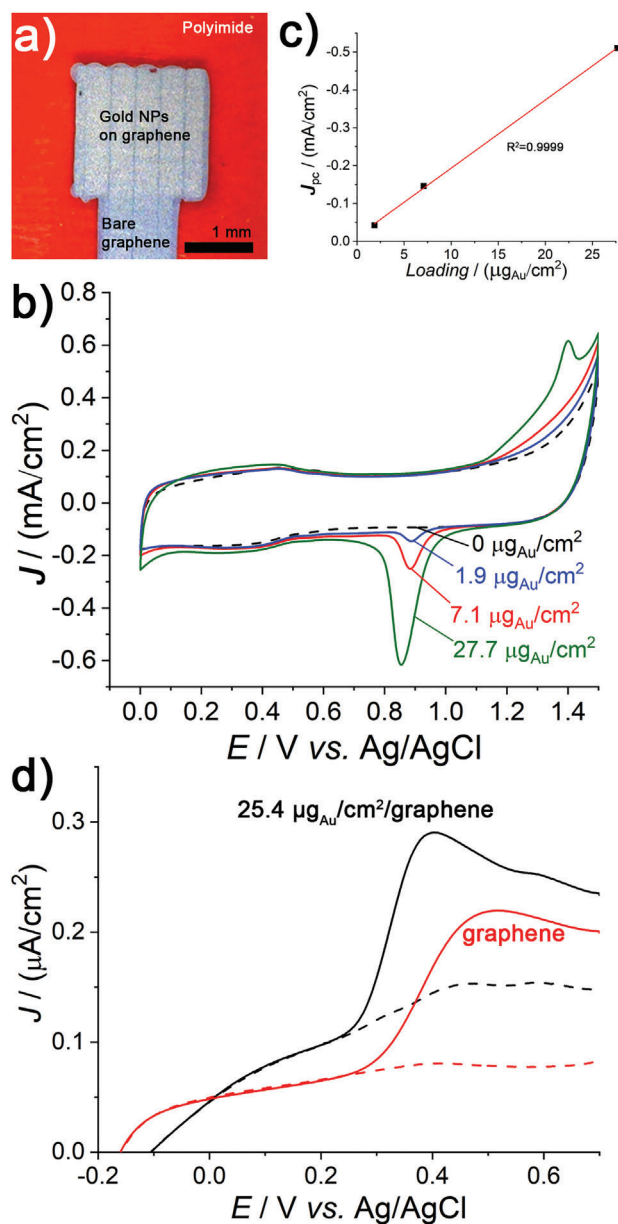 a)
Polyimide
Gold NPs
on graphene
Bare
graphene
1 mm
c)
-0.5
-0.4
-0.3
-0.2
-0.1
0.0
J_pc / (mA/cm²)
R²=0.9999
0 5 10 15 20 25
Loading / (µg_Au/cm²)
b)
0.8
0.6
0.4
0.2
0.0
-0.2
-0.4
-0.6
J / (mA/cm²)
0 µg_Au/cm²
1.9 µg_Au/cm²
7.1 µg_Au/cm²
27.7 µg_Au/cm²
0.0 0.2 0.4 0.6 0.8 1.0 1.2 1.4
E / V vs. Ag/AgCl
d)
25.4 µg_Au/cm²/graphene
graphene
0.3
0.2
0.1
0.0
J / (µA/cm²)
-0.2 0.0 0.2 0.4 0.6
E / V vs. Ag/AgCl